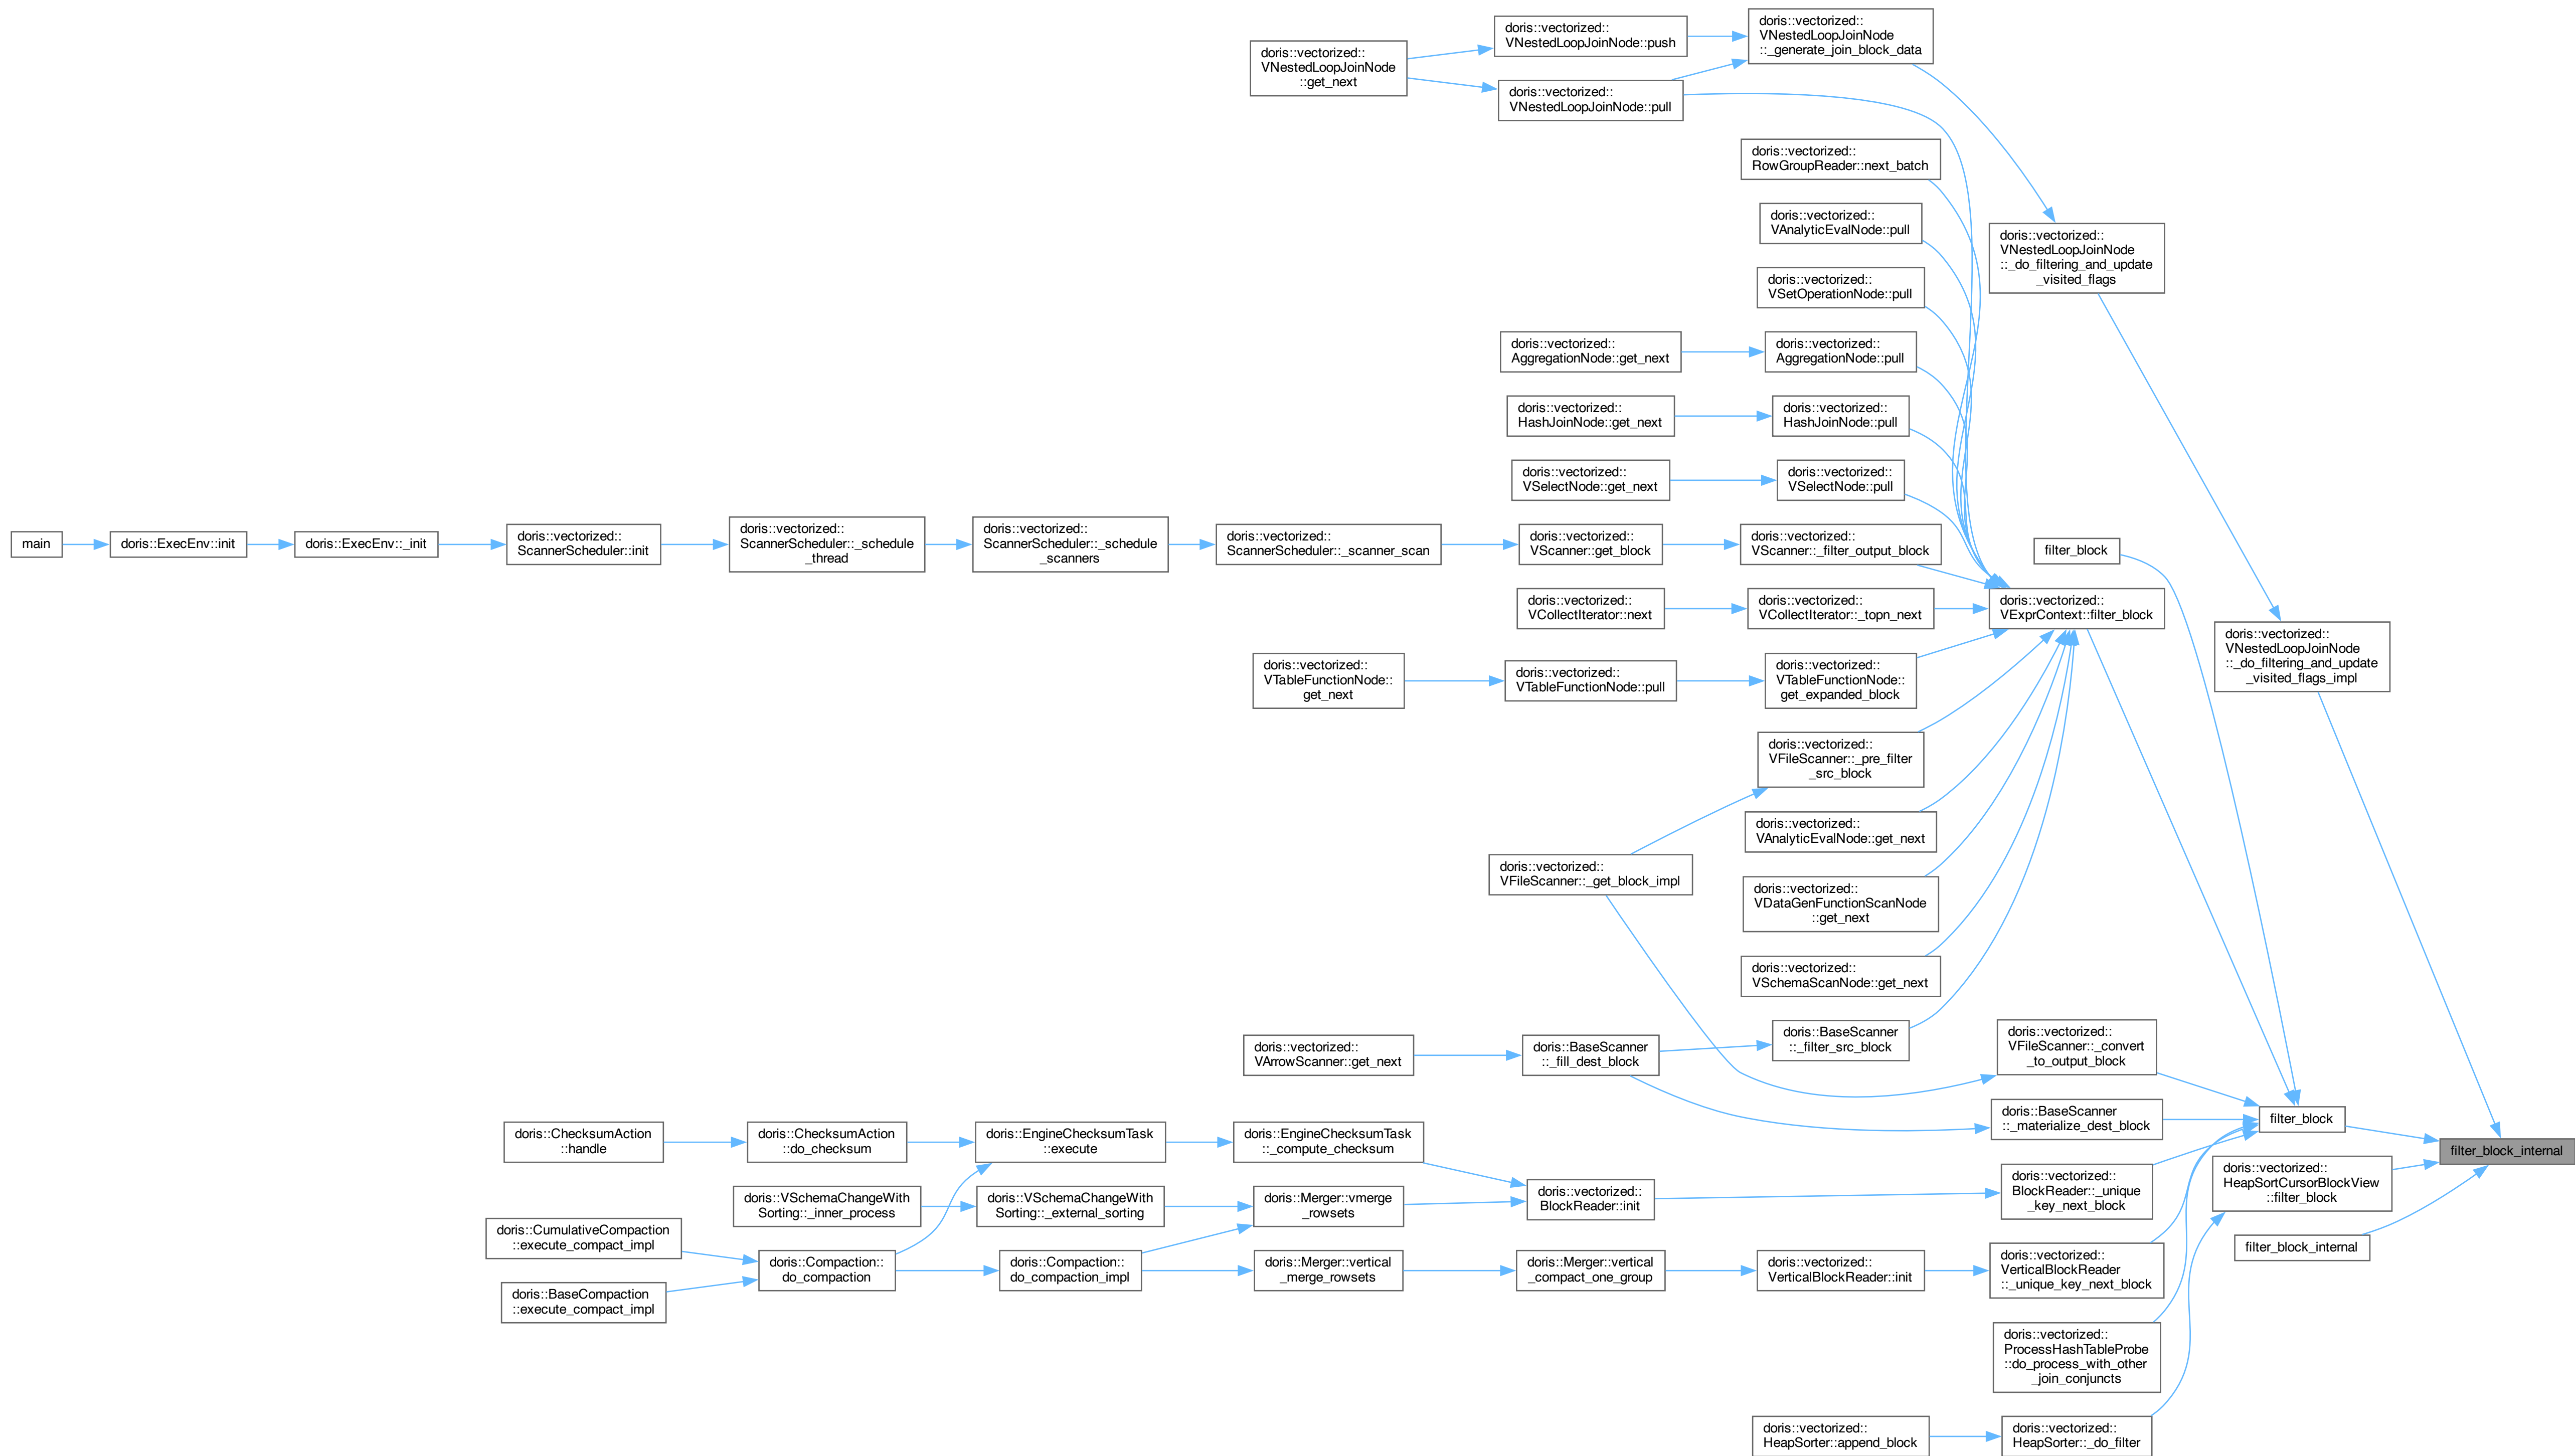 doris::vectorized::
VNestedLoopJoinNode
::get_next
doris::vectorized::
VNestedLoopJoinNode::push
doris::vectorized::
VNestedLoopJoinNode::pull
doris::vectorized::
VNestedLoopJoinNode
::_generate_join_block_data
doris::vectorized::
RowGroupReader::next_batch
doris::vectorized::
VAnalyticEvalNode::pull
doris::vectorized::
VNestedLoopJoinNode
::_do_filtering_and_update
_visited_flags
doris::vectorized::
VSetOperationNode::pull
doris::vectorized::
AggregationNode::get_next
doris::vectorized::
AggregationNode::pull
doris::vectorized::
HashJoinNode::get_next
doris::vectorized::
HashJoinNode::pull
doris::vectorized::
VSelectNode::get_next
doris::vectorized::
VSelectNode::pull
main
doris::ExecEnv::init
doris::ExecEnv::_init
doris::vectorized::
ScannerScheduler::init
doris::vectorized::
ScannerScheduler::_schedule
_thread
doris::vectorized::
ScannerScheduler::_schedule
_scanners
doris::vectorized::
ScannerScheduler::_scanner_scan
doris::vectorized::
VScanner::get_block
doris::vectorized::
VScanner::_filter_output_block
filter_block
doris::vectorized::
VCollectIterator::next
doris::vectorized::
VCollectIterator::_topn_next
doris::vectorized::
VExprContext::filter_block
doris::vectorized::
VNestedLoopJoinNode
::_do_filtering_and_update
_visited_flags_impl
doris::vectorized::
VTableFunctionNode::
get_next
doris::vectorized::
VTableFunctionNode::pull
doris::vectorized::
VTableFunctionNode::
get_expanded_block
doris::vectorized::
VFileScanner::_pre_filter
_src_block
doris::vectorized::
VAnalyticEvalNode::get_next
doris::vectorized::
VFileScanner::_get_block_impl
doris::vectorized::
VDataGenFunctionScanNode
::get_next
doris::vectorized::
VSchemaScanNode::get_next
doris::vectorized::
VArrowScanner::get_next
doris::BaseScanner
::_fill_dest_block
doris::BaseScanner
::_filter_src_block
doris::vectorized::
VFileScanner::_convert
_to_output_block
doris::BaseScanner
::_materialize_dest_block
filter_block
filter_block_internal
doris::ChecksumAction
::handle
doris::ChecksumAction
::do_checksum
doris::EngineChecksumTask
::execute
doris::EngineChecksumTask
::_compute_checksum
doris::vectorized::
BlockReader::init
doris::vectorized::
BlockReader::_unique
_key_next_block
doris::vectorized::
HeapSortCursorBlockView
::filter_block
doris::VSchemaChangeWith
Sorting::_inner_process
doris::VSchemaChangeWith
Sorting::_external_sorting
doris::Merger::vmerge
_rowsets
filter_block_internal
doris::CumulativeCompaction
::execute_compact_impl
doris::BaseCompaction
::execute_compact_impl
doris::Compaction::
do_compaction
doris::Compaction::
do_compaction_impl
doris::Merger::vertical
_merge_rowsets
doris::Merger::vertical
_compact_one_group
doris::vectorized::
VerticalBlockReader::init
doris::vectorized::
VerticalBlockReader
::_unique_key_next_block
doris::vectorized::
ProcessHashTableProbe
::do_process_with_other
_join_conjuncts
doris::vectorized::
HeapSorter::append_block
doris::vectorized::
HeapSorter::_do_filter